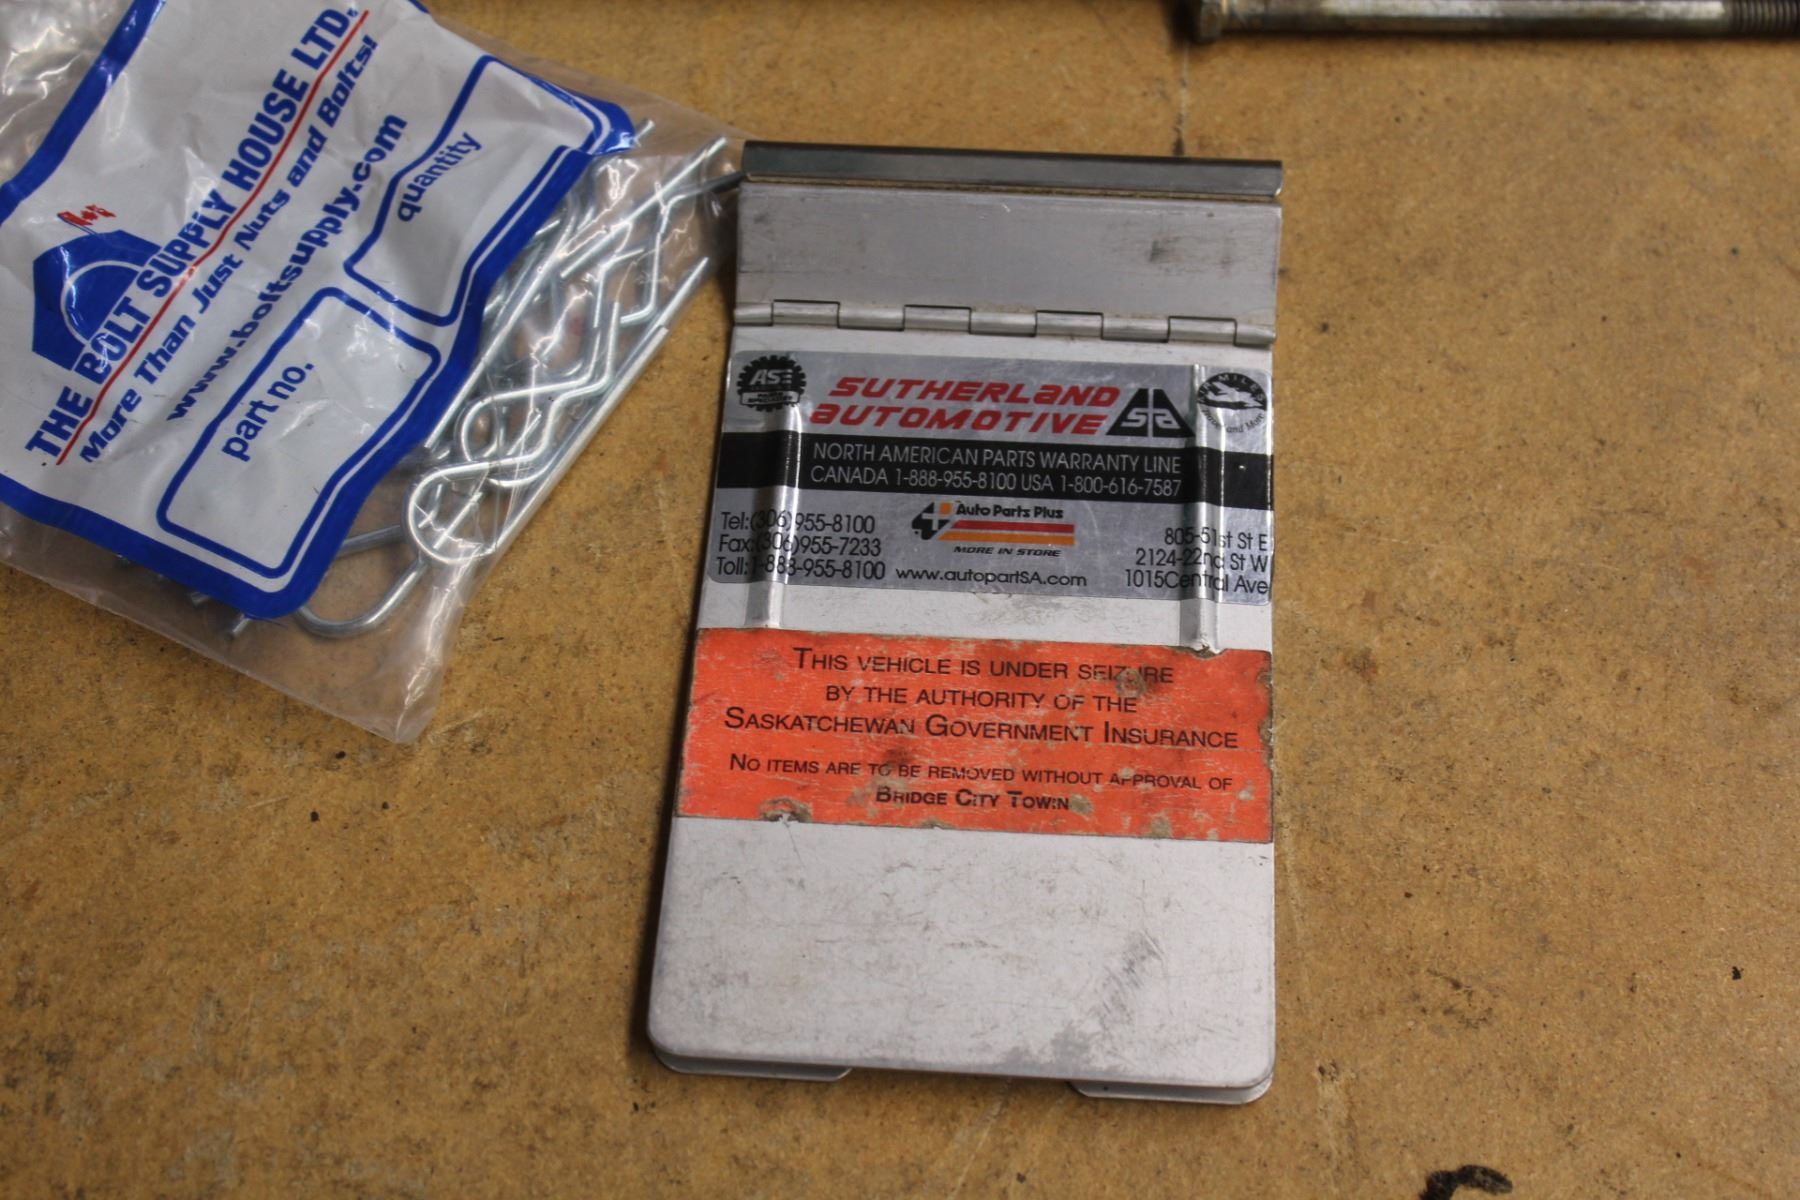 THE BOLT SUPPLY HOUSE LTD.
More Than Just Nuts and Bolts!
www.boltsupply.com
part no.
quantity
ASE
SUTHERLAND
AUTOMOTIVE
sa
NORTH AMERICAN PARTS WARRANTY LINE
CANADA 1-888-955-8100 USA 1-800-616-7587
Auto Parts Plus
MORE IN STORE
Tel:(306)955-8100
Fax:(306)955-7233
Toll:1-888-955-8100
www.autopartSA.com
805-51st St E
2124-22nd St W
1015Central Ave
THIS VEHICLE IS UNDER SEIZURE
BY THE AUTHORITY OF THE
SASKATCHEWAN GOVERNMENT INSURANCE
NO ITEMS ARE TO BE REMOVED WITHOUT APPROVAL OF
BRIDGE CITY TOWIN